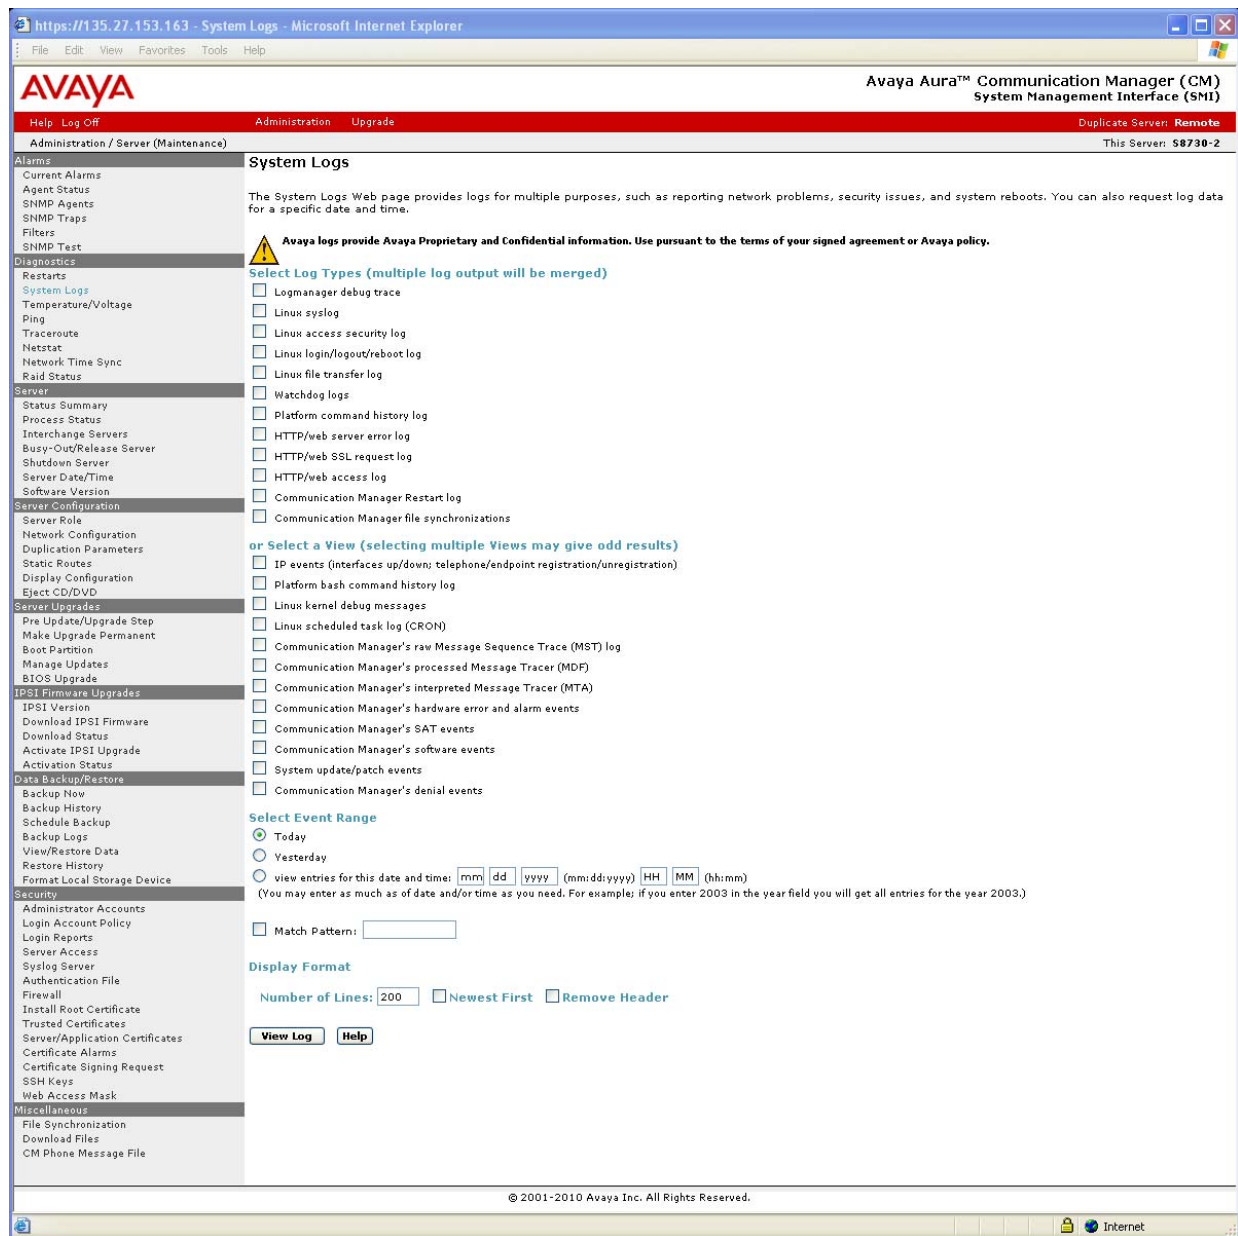 https://135.27.153.163 - System Logs - Microsoft Internet Explorer
File Edit View Favorites Tools Help
AVAYA
Avaya Aura™ Communication Manager (CM)
System Management Interface (SMI)
Help Log Off Administration Upgrade Duplicate Server: Remote
Administration / Server (Maintenance) This Server: S8730-2
Alarms
Current Alarms
Agent Status
SNMP Agents
SNMP Traps
Filters
SNMP Test
Diagnostics
Restarts
System Logs
Temperature/Voltage
Ping
Traceroute
Netstat
Network Time Sync
Raid Status
Server
Status Summary
Process Status
Interchange Servers
Busy-Out/Release Server
Shutdown Server
Server Date/Time
Software Version
Server Configuration
Server Role
Network Configuration
Duplication Parameters
Static Routes
Display Configuration
Eject CD/DVD
Server Upgrades
Pre Update/Upgrade Step
Make Upgrade Permanent
Boot Partition
Manage Updates
BIOS Upgrade
IPSI Firmware Upgrades
IPSI Version
Download IPSI Firmware
Download Status
Activate IPSI Upgrade
Activation Status
Data Backup/Restore
Backup Now
Backup History
Schedule Backup
Backup Logs
View/Restore Data
Restore History
Format Local Storage Device
Security
Administrator Accounts
Login Account Policy
Login Reports
Server Access
Syslog Server
Authentication File
Firewall
Install Root Certificate
Trusted Certificates
Server/Application Certificates
Certificate Alarms
Certificate Signing Request
SSH Keys
Web Access Mask
Miscellaneous
File Synchronization
Download Files
CM Phone Message File
System Logs
The System Logs Web page provides logs for multiple purposes, such as reporting network problems, security issues, and system reboots. You can also request log data
for a specific date and time.
Avaya logs provide Avaya Proprietary and Confidential information. Use pursuant to the terms of your signed agreement or Avaya policy.
Select Log Types (multiple log output will be merged)
Logmanager debug trace
Linux syslog
Linux access security log
Linux login/logout/reboot log
Linux file transfer log
Watchdog logs
Platform command history log
HTTP/web server error log
HTTP/web SSL request log
HTTP/web access log
Communication Manager Restart log
Communication Manager file synchronizations
or Select a View (selecting multiple Views may give odd results)
IP events (interfaces up/down; telephone/endpoint registration/unregistration)
Platform bash command history log
Linux kernel debug messages
Linux scheduled task log (CRON)
Communication Manager's raw Message Sequence Trace (MST) log
Communication Manager's processed Message Tracer (MDF)
Communication Manager's interpreted Message Tracer (MTA)
Communication Manager's hardware error and alarm events
Communication Manager's SAT events
Communication Manager's software events
System update/patch events
Communication Manager's denial events
Select Event Range
Today
Yesterday
view entries for this date and time: mm dd yyyy (mm:dd:yyyy) HH MM (hh:mm)
(You may enter as much as of date and/or time as you need. For example; if you enter 2003 in the year field you will get all entries for the year 2003.)
Match Pattern:
Display Format
Number of Lines: 200 Newest First Remove Header
View Log Help
© 2001-2010 Avaya Inc. All Rights Reserved.
Internet